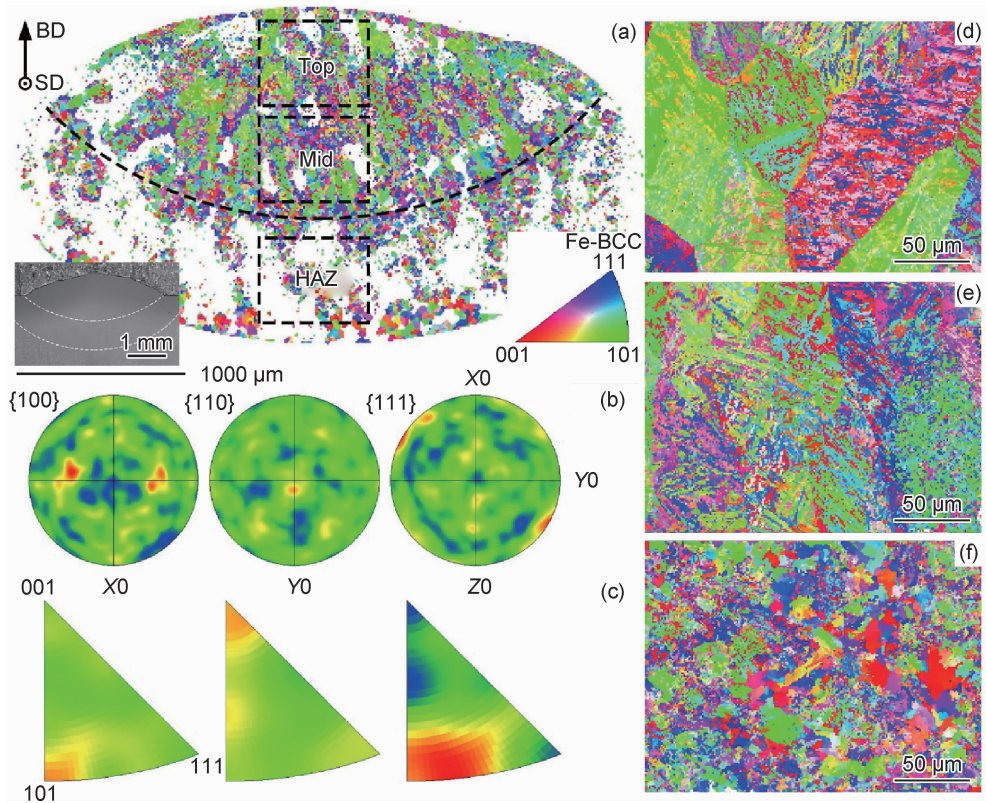 BD
SD
(a)
Top
Mid
HAZ
Fe-BCC
111
001
101
1 mm
1000 μm
(b)
{100}
{110}
{111}
X0
Y0
(c)
X0
Y0
Z0
001
111
101
(d)
50 μm
(e)
50 μm
(f)
50 μm